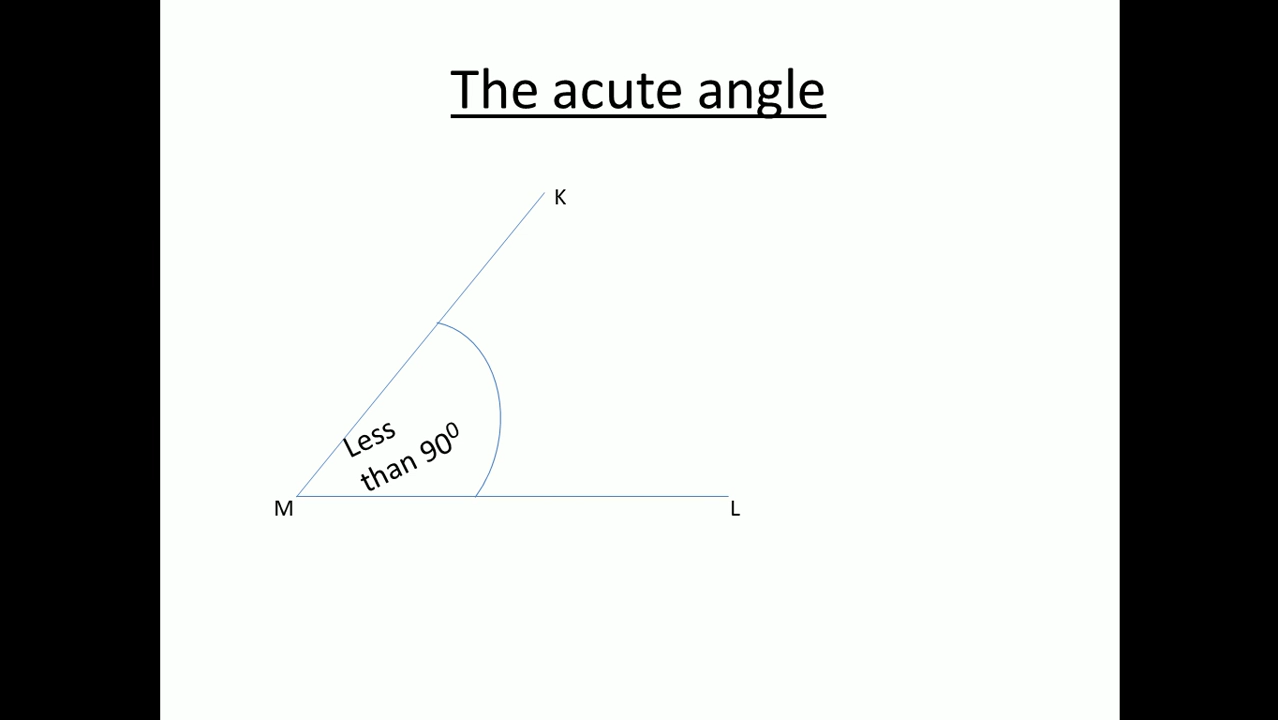 The acute angle
K
Less
than 90⁰
M
L